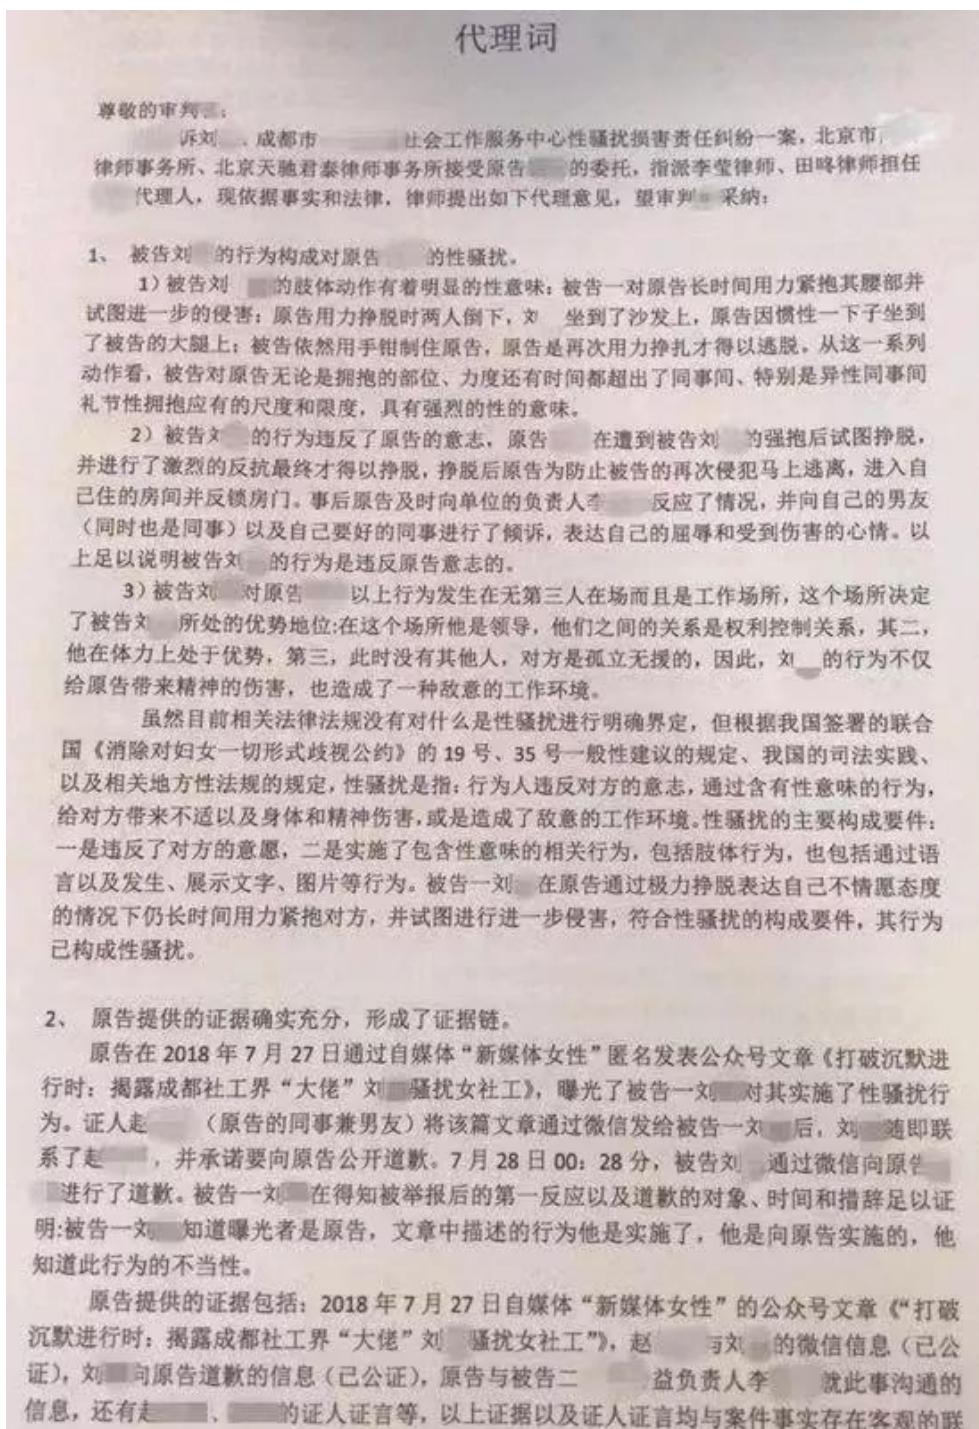 代理词
尊敬的审判：
诉刘、成都市社会工作服务中心性骚扰损害责任纠纷一案，北京市
律师事务所、北京天驰君泰律师事务所接受原告的委托，指派李莹律师、田咚律师担任
代理人，现依据事实和法律，律师提出如下代理意见，望审判采纳：
1、 被告刘的行为构成对原告的性骚扰。
1）被告刘的肢体动作有着明显的性意味：被告一对原告长时间用力紧抱其腰部并
试图进一步的侵害；原告用力挣脱时两人倒下，刘坐到了沙发上，原告因惯性一下子坐到
了被告的大腿上；被告依然用手钳制住原告，原告是再次用力挣扎才得以逃脱。从这一系列
动作看，被告对原告无论是拥抱的部位、力度还有时间都超出了同事间、特别是异性同事间
礼节性拥抱应有的尺度和限度，具有强烈的性的意味。
2）被告刘的行为违反了原告的意志，原告在遭到被告刘的强抱后试图挣脱，
并进行了激烈的反抗最终才得以挣脱，挣脱后原告为防止被告的再次侵犯马上逃离，进入自
己住的房间并反锁房门。事后原告及时向单位的负责人李反应了情况，并向自己的男友
（同时也是同事）以及自己要好的同事进行了倾诉，表达自己的屈辱和受到伤害的心情。以
上足以说明被告刘的行为是违反原告意志的。
3）被告刘对原告以上行为发生在无第三人在场而且是工作场所，这个场所决定
了被告刘所处的优势地位:在这个场所他是领导，他们之间的关系是权利控制关系，其二，
他在体力上处于优势，第三，此时没有其他人，对方是孤立无援的，因此，刘的行为不仅
给原告带来精神的伤害，也造成了一种敌意的工作环境。
虽然目前相关法律法规没有对什么是性骚扰进行明确界定，但根据我国签署的联合
国《消除对妇女一切形式歧视公约》的 19 号、35 号一般性建议的规定、我国的司法实践、
以及相关地方性法规的规定，性骚扰是指：行为人违反对方的意志，通过含有性意味的行为，
给对方带来不适以及身体和精神伤害，或是造成了敌意的工作环境。性骚扰的主要构成要件：
一是违反了对方的意愿，二是实施了包含性意味的相关行为，包括肢体行为，也包括通过语
言以及发生、展示文字、图片等行为。被告一刘在原告通过极力挣脱表达自己不情愿态度
的情况下仍长时间用力紧抱对方，并试图进行进一步侵害，符合性骚扰的构成要件，其行为
已构成性骚扰。
2、 原告提供的证据确实充分，形成了证据链。
原告在 2018 年 7 月 27 日通过自媒体“新媒体女性”匿名发表公众号文章《打破沉默进
行时：揭露成都社工界“大佬”刘骚扰女社工》，曝光了被告一刘对其实施了性骚扰行
为。证人赵（原告的同事兼男友）将该篇文章通过微信发给被告一刘后，刘随即联
系了赵，并承诺要向原告公开道歉。7 月 28 日 00：28 分，被告刘通过微信向原告
进行了道歉。被告一刘在得知被举报后的第一反应以及道歉的对象、时间和措辞足以证
明:被告一刘知道曝光者是原告，文章中描述的行为他是实施了，他是向原告实施的，他
知道此行为的不当性。
原告提供的证据包括：2018 年 7 月 27 日自媒体“新媒体女性”的公众号文章《“打破
沉默进行时：揭露成都社工界“大佬”刘骚扰女社工”》，赵与刘的微信信息（已公
证），刘向原告道歉的信息（已公证），原告与被告二益负责人李就此事沟通的
信息，还有赵、的证人证言等，以上证据以及证人证言均与案件事实存在客观的联